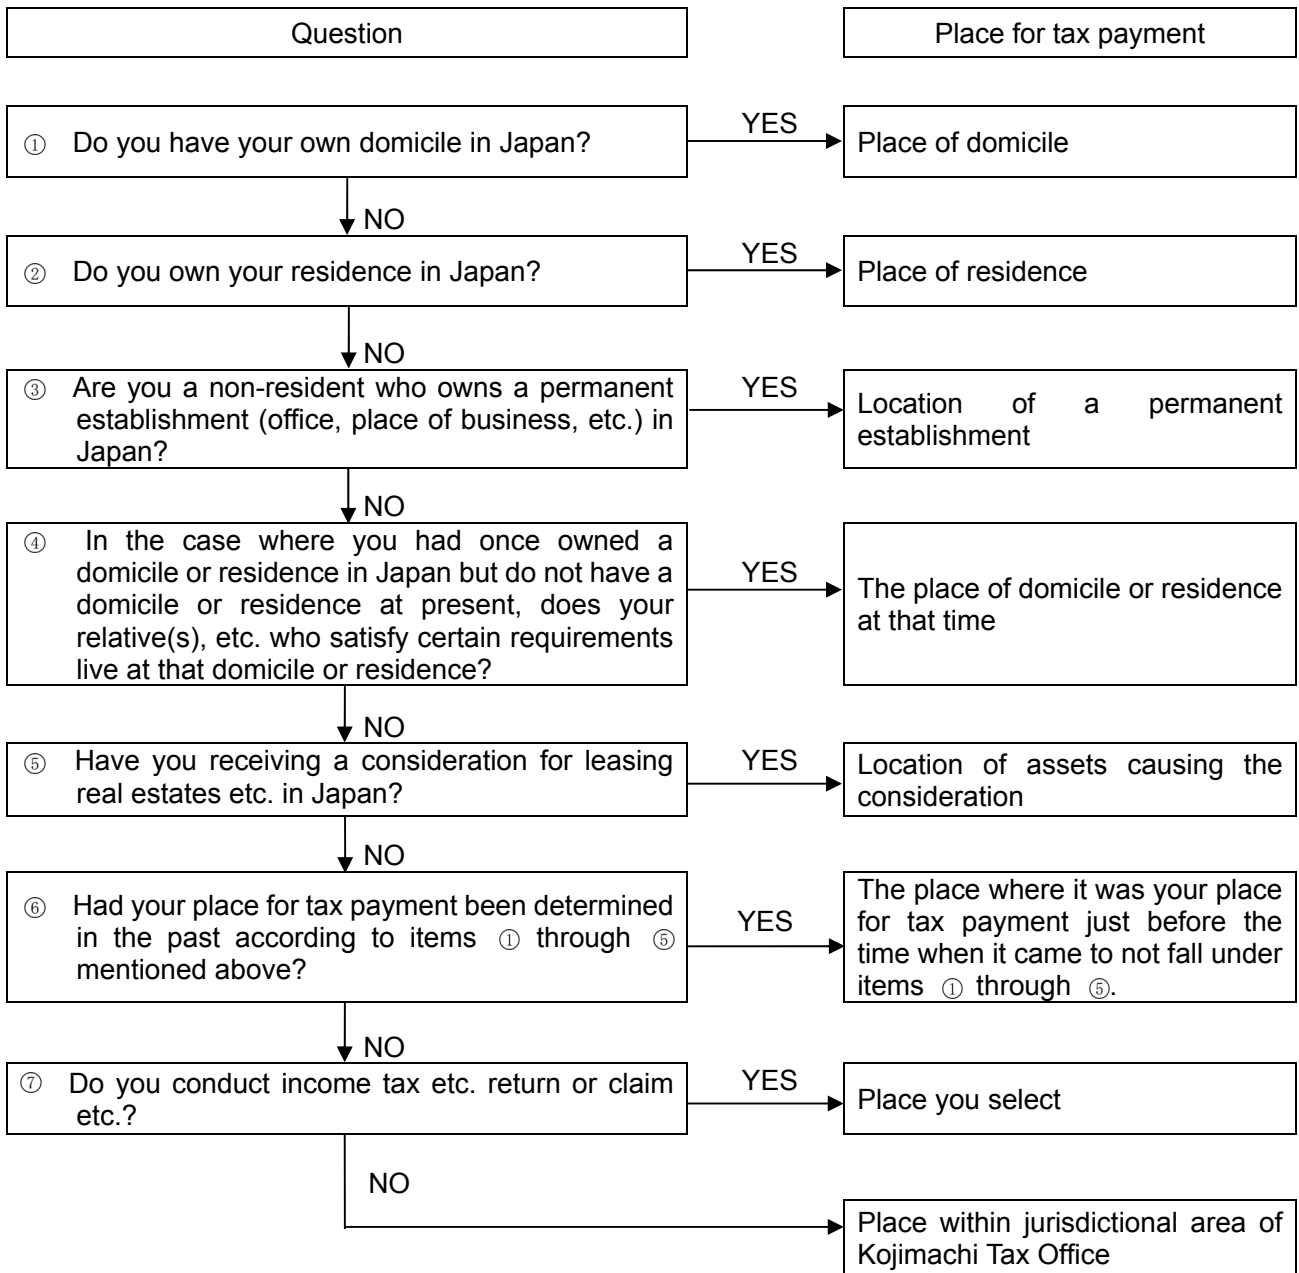 Question
Place for tax payment
① Do you have your own domicile in Japan?
YES
Place of domicile
NO
② Do you own your residence in Japan?
YES
Place of residence
NO
③ Are you a non-resident who owns a permanent
establishment (office, place of business, etc.) in
Japan?
YES
Location of a permanent
establishment
NO
④ In the case where you had once owned a
domicile or residence in Japan but do not have a
domicile or residence at present, does your
relative(s), etc. who satisfy certain requirements
live at that domicile or residence?
YES
The place of domicile or residence
at that time
NO
⑤ Have you receiving a consideration for leasing
real estates etc. in Japan?
YES
Location of assets causing the
consideration
NO
⑥ Had your place for tax payment been determined
in the past according to items ① through ⑤
mentioned above?
YES
The place where it was your place
for tax payment just before the
time when it came to not fall under
items ① through ⑤.
NO
⑦ Do you conduct income tax etc. return or claim
etc.?
YES
Place you select
NO
Place within jurisdictional area of
Kojimachi Tax Office